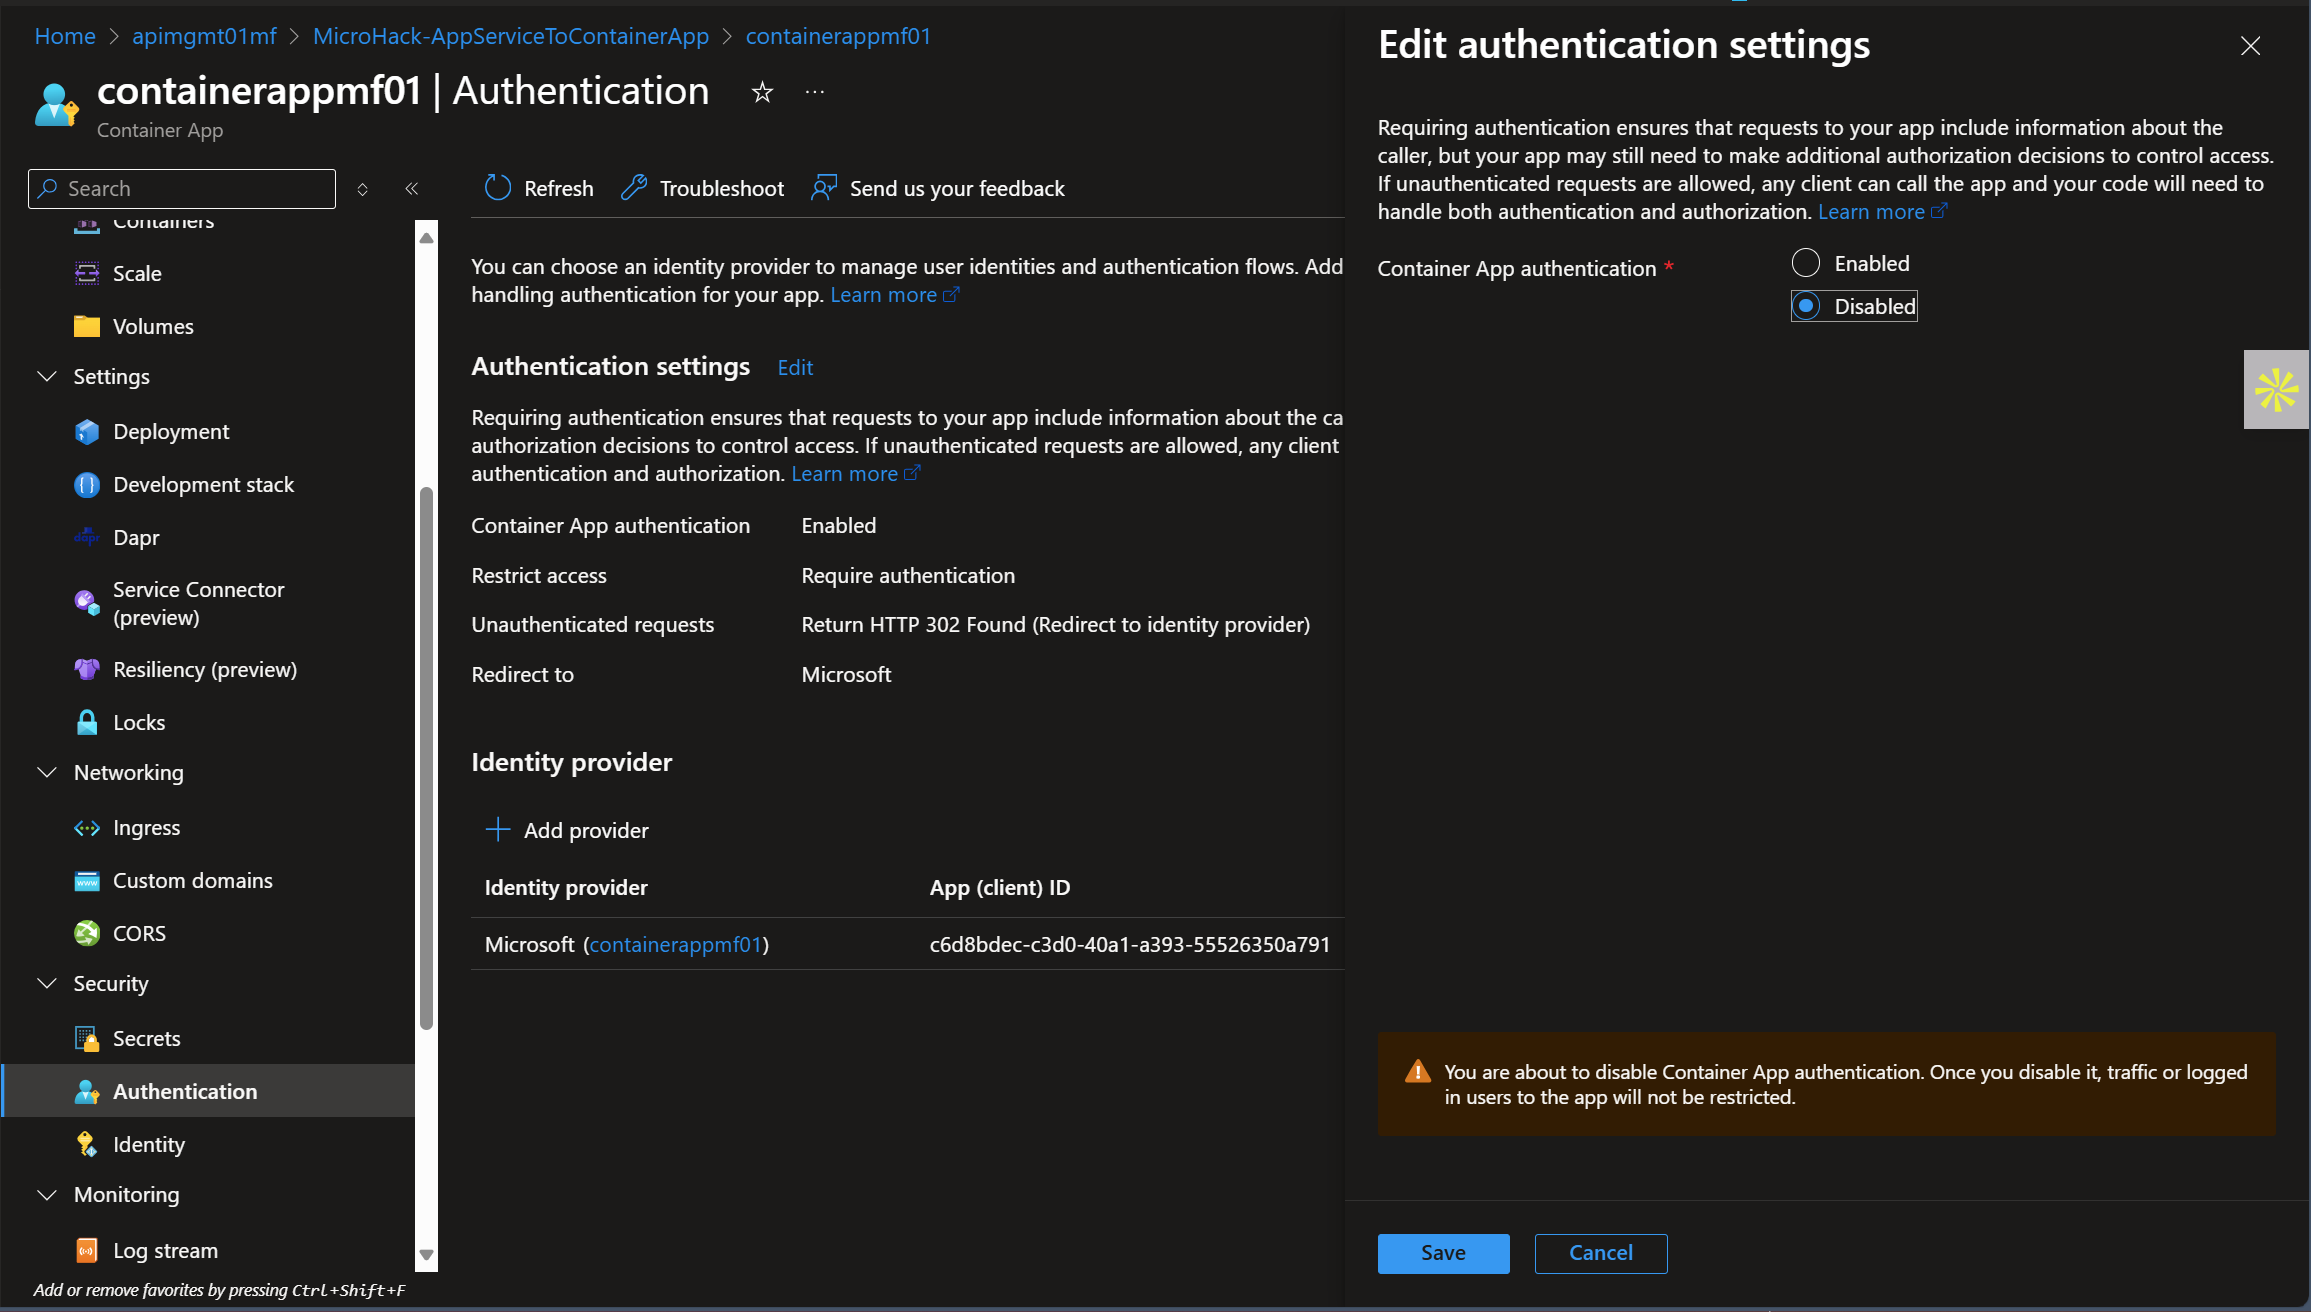 Home > apimgmt01mf > MicroHack-AppServiceToContainerApp > containerappmf01
containerappmf01 | Authentication
Container App
Search
Containers
Scale
Volumes
Settings
Deployment
Development stack
Dapr
Service Connector
(preview)
Resiliency (preview)
Locks
Networking
Ingress
Custom domains
CORS
Security
Secrets
Authentication
Identity
Monitoring
Log stream
Add or remove favorites by pressing Ctrl+Shift+F
Refresh Troubleshoot Send us your feedback
You can choose an identity provider to manage user identities and authentication flows. Add
handling authentication for your app. Learn more
Authentication settings Edit
Requiring authentication ensures that requests to your app include information about the ca
authorization decisions to control access. If unauthenticated requests are allowed, any client
authentication and authorization. Learn more
Container App authentication Enabled
Restrict access Require authentication
Unauthenticated requests Return HTTP 302 Found (Redirect to identity provider)
Redirect to Microsoft
Identity provider
Add provider
Identity provider App (client) ID
Microsoft (containerappmf01) c6d8bdec-c3d0-40a1-a393-55526350a791
Edit authentication settings
Requiring authentication ensures that requests to your app include information about the
caller, but your app may still need to make additional authorization decisions to control access.
If unauthenticated requests are allowed, any client can call the app and your code will need to
handle both authentication and authorization. Learn more
Container App authentication * Enabled
Disabled
You are about to disable Container App authentication. Once you disable it, traffic or logged
in users to the app will not be restricted.
Save Cancel